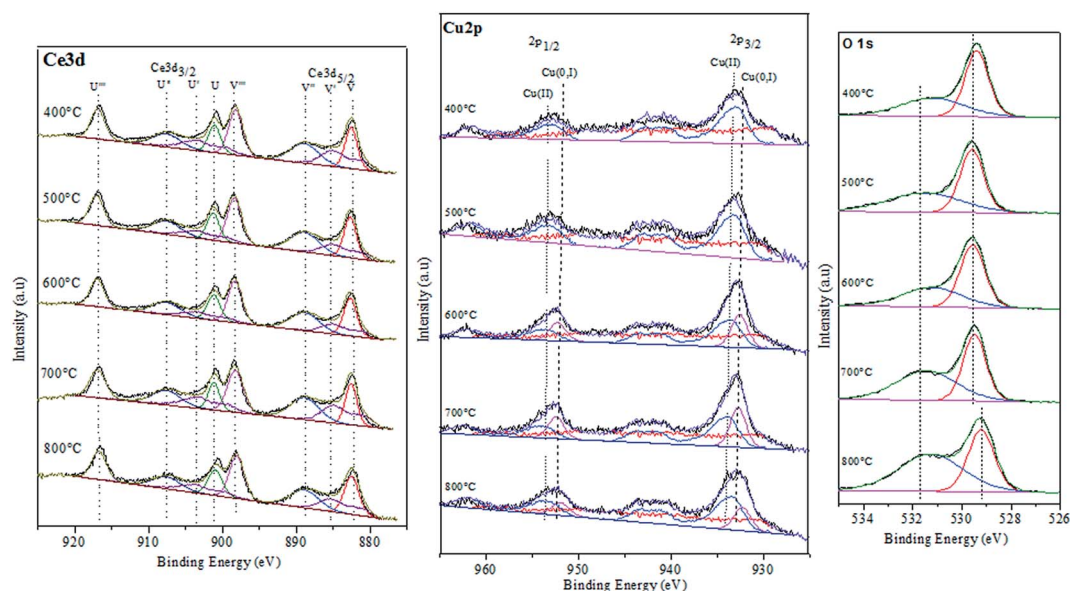 Ce3d
Ce3d3/2
Ce3d5/2
U''' U'' U' U V''' V'' V' V
400°C
500°C
600°C
700°C
800°C
Intensity (a.u)
920 910 900 890 880
Binding Energy (eV)
Cu2p
2p1/2
2p3/2
Cu(II) Cu(0,I)
Cu(II) Cu(0,I)
400°C
500°C
600°C
700°C
800°C
Intensity (a.u)
960 950 940 930
Binding Energy (eV)
O 1s
400°C
500°C
600°C
700°C
800°C
Intensity (a.u)
534 532 530 528 526
Binding Energy (eV)